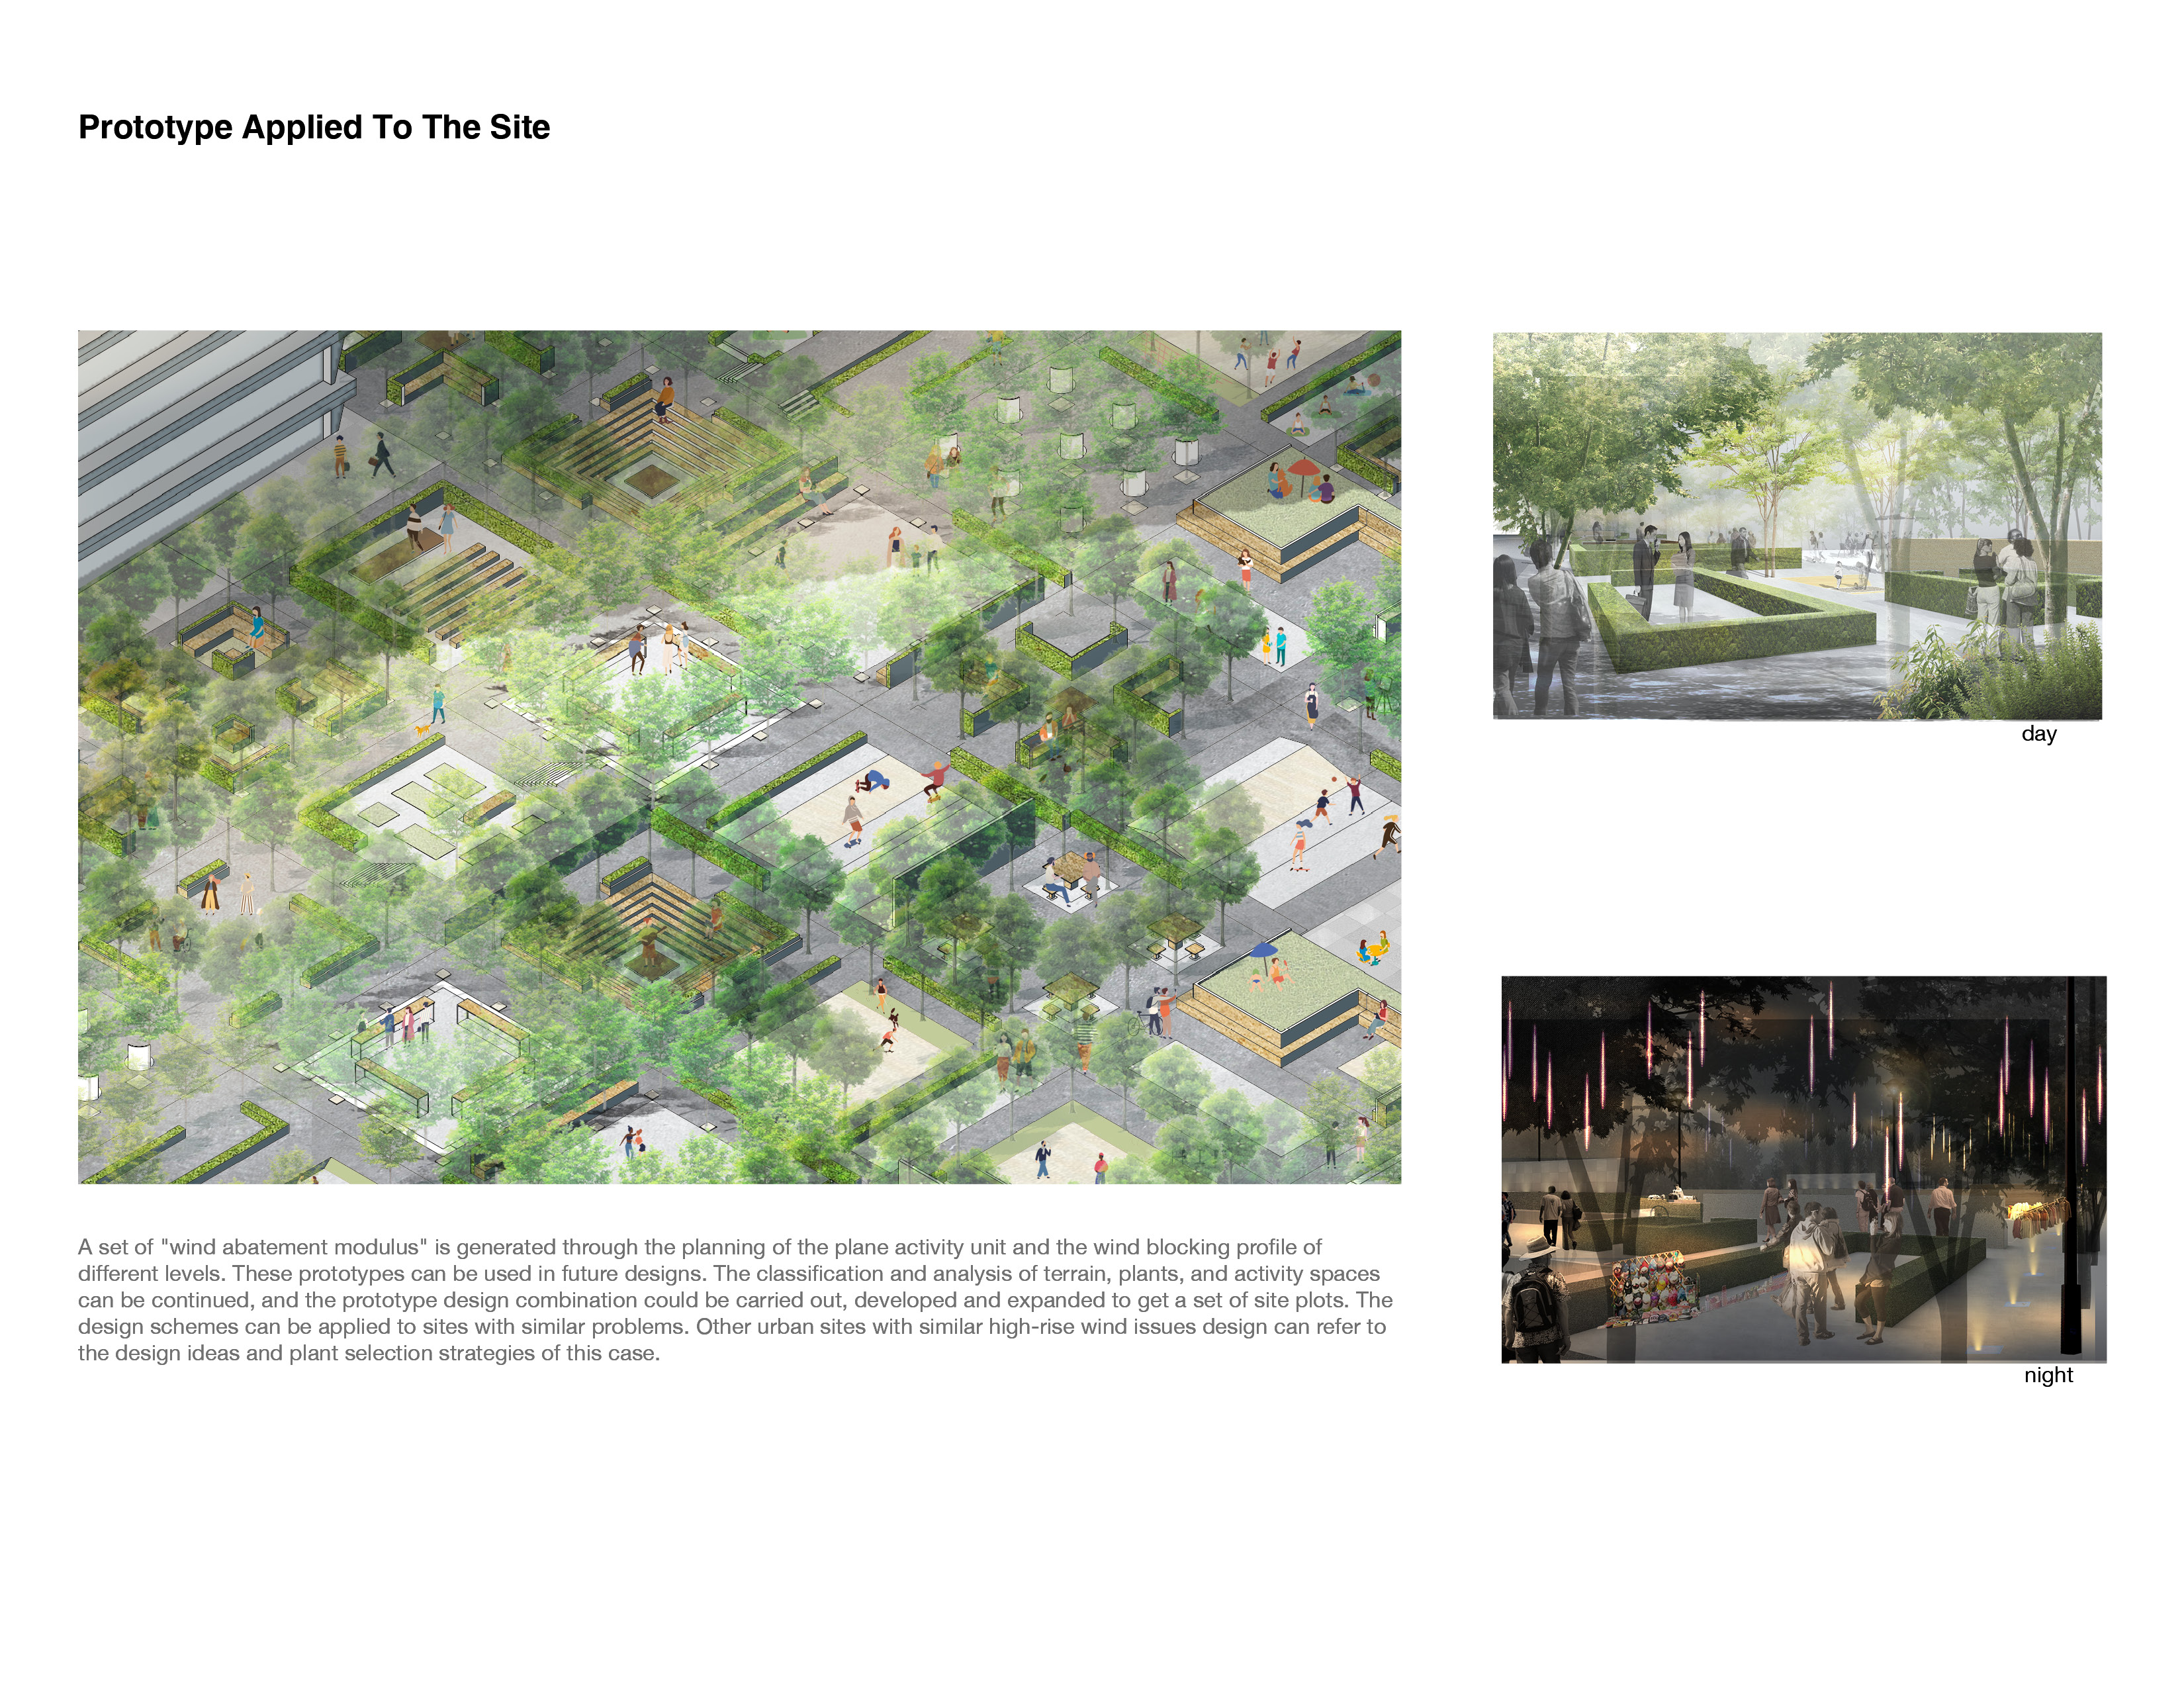 Prototype Applied To The Site
day
night
A set of "wind abatement modulus" is generated through the planning of the plane activity unit and the wind blocking profile of
different levels. These prototypes can be used in future designs. The classification and analysis of terrain, plants, and activity spaces
can be continued, and the prototype design combination could be carried out, developed and expanded to get a set of site plots. The
design schemes can be applied to sites with similar problems. Other urban sites with similar high-rise wind issues design can refer to
the design ideas and plant selection strategies of this case.